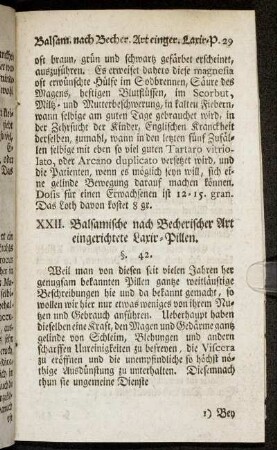 Balsam. nach Becher. Art einger. Laxir-P. 29
oft braun, grün und schwartz gefärbet erscheinet,
auszuführen. Es erweiset dahero diese magnesia
oft erwünschte Hülfe im Sodbrennen, Säure des
Magens, heftigen Blutflüssen, im Scorbut,
Miltz- und Mutterbeschwerung, in kalten Fiebern,
wann selbige am guten Tage gebrauchet wird, in
der Zehrsucht der Kinder, Englischen Kranckheit
derselben, zumahl, wann in den letzten fünf Zufäl-
len selbige mit eben so viel guten Tartaro vitrio-
lato, oder Arcano duplicato versetzet wird, und
die Patienten, wenn es möglich seyn will, sich ei-
ne gelinde Bewegung darauf machen können.
Dosis für einen Erwachsenen ist 12-15. gran.
Das Loth davon kostet 8 gr.
XXII. Balsamische nach Becherischer Art
eingerichtete Laxir-Pillen.
§. 42.
Weil man von diesen seit vielen Jahren her
genugsam bekannten Pillen gantze weitläuftige
Beschreibungen hie und da bekannt gemacht, so
wollen wir hier nur etwas weniges von ihrem Nu-
tzen und Gebrauch anführen. Ueberhaupt haben
dieselben eine Kraft, den Magen und Gedärme gantz
gelinde von Schleim, Blehungen und andern
scharffen Unreinigkeiten zu befreyen, die Viscera
zu eröffnen und die unempfindliche so höchst nö-
thige Ausdünstung zu unterhalten. Diesemnach
thun sie ungemeine Dienste
1) Bey